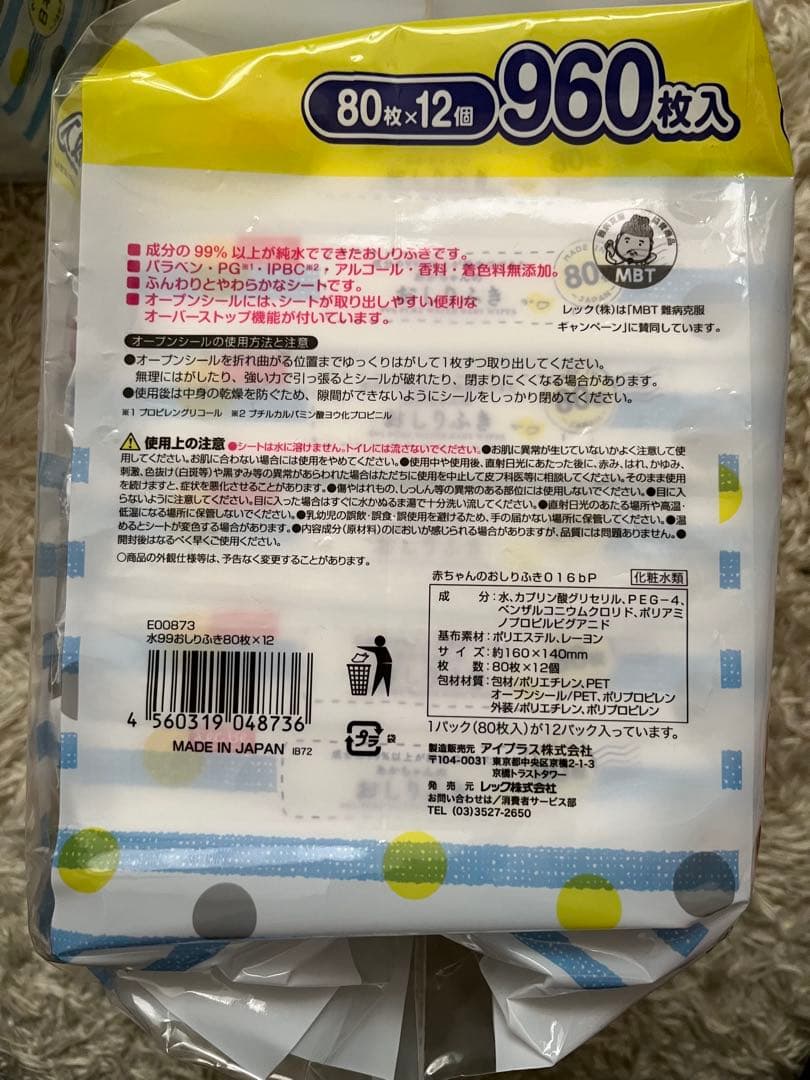 80枚×12個 960枚入
■成分の99%以上が純水でできたおしりふきです。
■パラベン・PG※1・IPBC※2・アルコール・香料・着色料無添加。
■ふんわりとやわらかなシートです。
■オープンシールには、シートが取り出しやすい便利な
オーバーストップ機能が付いています。
MBT
レック(株)は「MBT 難病克服
キャンペーン」に賛同しています。
オープンシールの使用方法と注意
●オープンシールを折れ曲がる位置までゆっくりはがして1枚ずつ取り出してください。
無理にはがしたり、強い力で引っ張るとシールが破れたり、閉まりにくくなる場合があります。
●使用後は中身の乾燥を防ぐため、隙間ができないようにシールをしっかり閉めてください。
※1 プロピレングリコール ※2 ブチルカルバミン酸ヨウ化プロピニル
使用上の注意 ●シートは水に溶けません。トイレには流さないでください。●お肌に異常が生じていないかよく注意して使
用してください。お肌に合わない場合には使用をやめてください。●使用中や使用後、直射日光にあたった後に、赤み、はれ、かゆみ、
刺激、色抜け(白斑等)や黒ずみ等の異常があらわれた場合はただちに使用を中止して皮フ科医等に相談してください。そのまま使用
を続けますと、症状を悪化させることがあります。●傷やはれもの、しっしん等の異常のある部位には使用しないでください。●目に入
らないように注意してください。目に入った場合はすぐに水かぬるま湯で十分洗い流してください。●直射日光のあたる場所や高温・
低温になる場所に保管しないでください。●乳幼児の誤飲・誤食・誤使用を避けるため、手の届かない場所に保管してください。●温
めるとシートが変色する場合があります。●内容成分(原材料)のにおいが感じられる場合がありますが、品質には問題ありません。●
開封後はなるべく早くご使用ください。
○商品の外観仕様等は、予告なく変更することがあります。
赤ちゃんのおしりふき016bP 化粧水類
成 分:水、カプリン酸グリセリル、PEG-4、
ベンザルコニウムクロリド、ポリアミ
ノプロピルビグアニド
基布素材:ポリエステル、レーヨン
サ イ ズ:約160×140mm
枚 数:80枚×12個
包材材質:包材/ポリエチレン、PET
オープンシール/PET、ポリプロピレン
外装/ポリエチレン、ポリプロピレン
1パック(80枚入)が12パック入っています。
製造販売元 アイプラス株式会社
〒104-0031 東京都中央区京橋2-1-3
京橋トラストタワー
発 売 元 レック株式会社
お問い合わせは/消費者サービス部
TEL (03)3527-2650
E00873
水99おしりふき80枚×12
4 560319 048736
MADE IN JAPAN IB72
プラ 袋